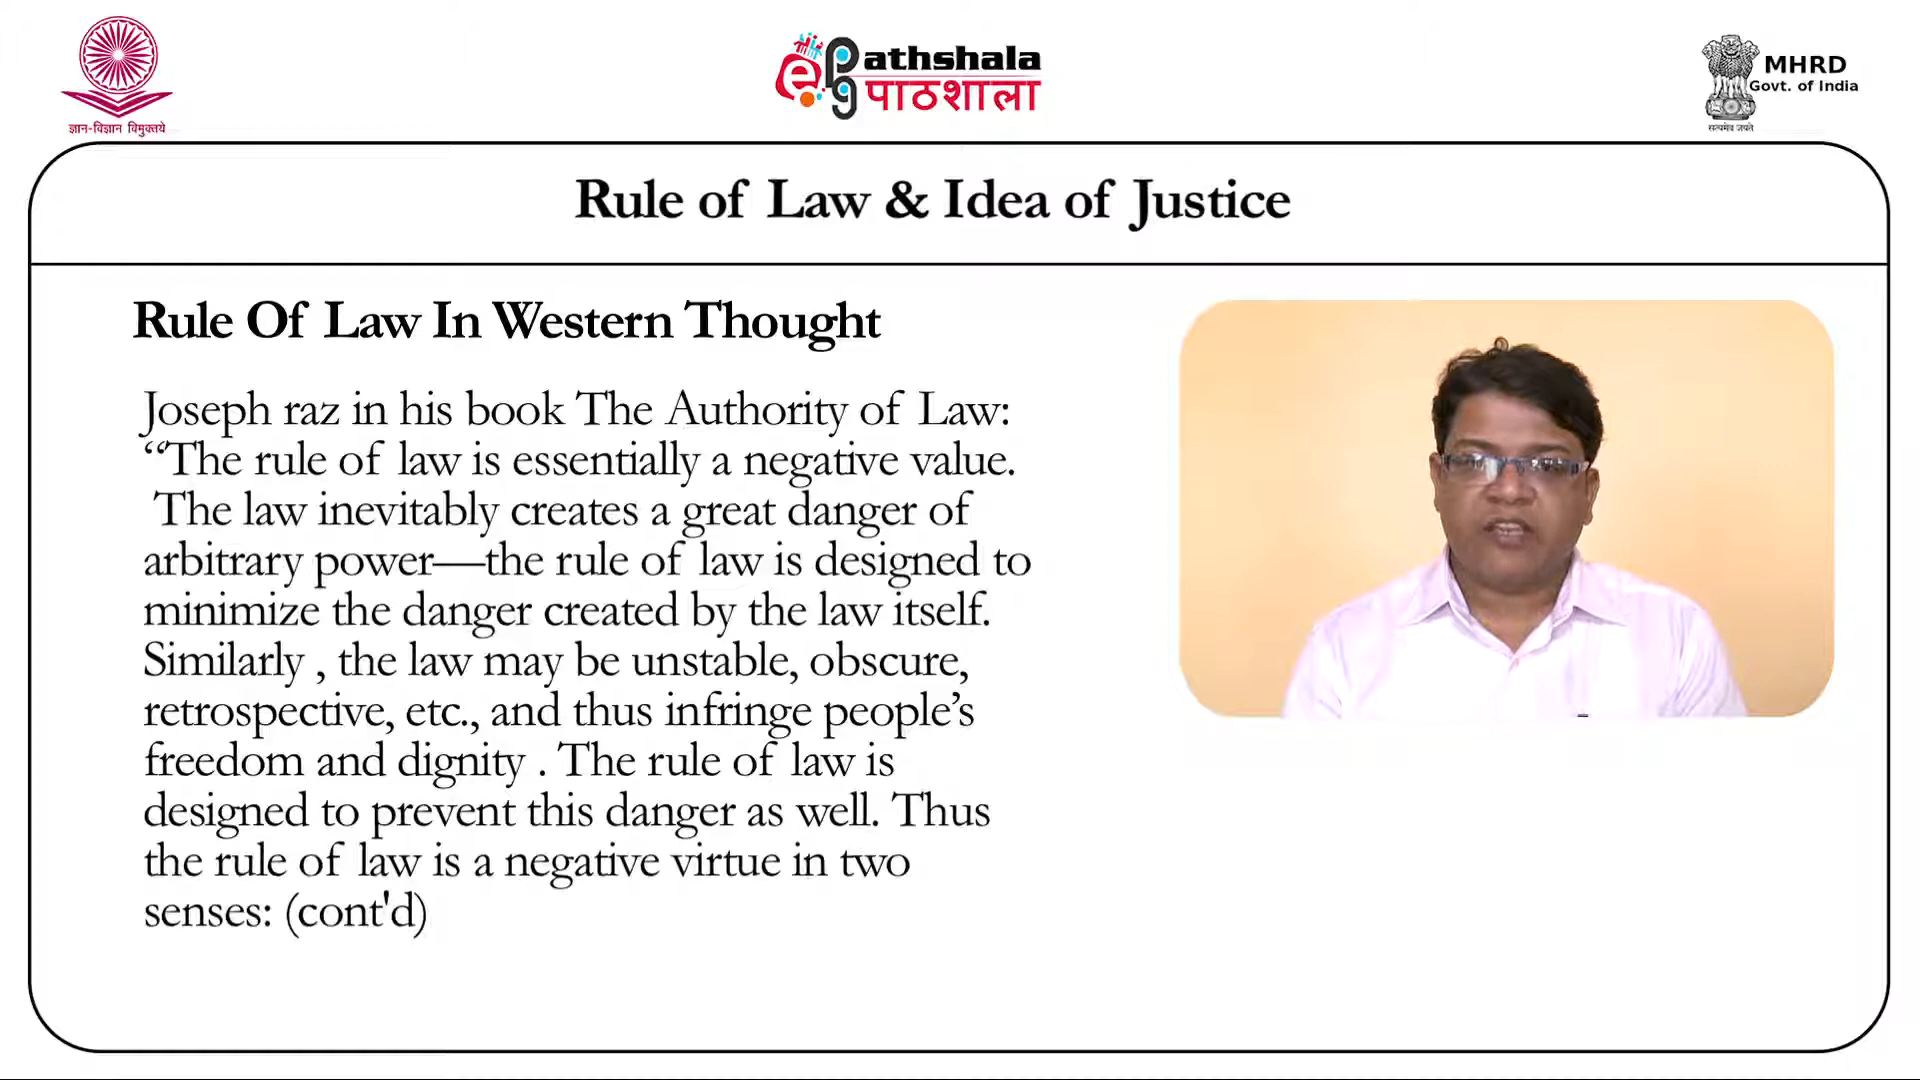 ज्ञान-विज्ञान विमुक्तये
ePg athshala
पाठशाला
MHRD
Govt. of India
सत्यमेव जयते
Rule of Law & Idea of Justice
Rule Of Law In Western Thought
Joseph raz in his book The Authority of Law:
“The rule of law is essentially a negative value.
The law inevitably creates a great danger of
arbitrary power—the rule of law is designed to
minimize the danger created by the law itself.
Similarly , the law may be unstable, obscure,
retrospective, etc., and thus infringe people’s
freedom and dignity . The rule of law is
designed to prevent this danger as well. Thus
the rule of law is a negative virtue in two
senses: (cont'd)